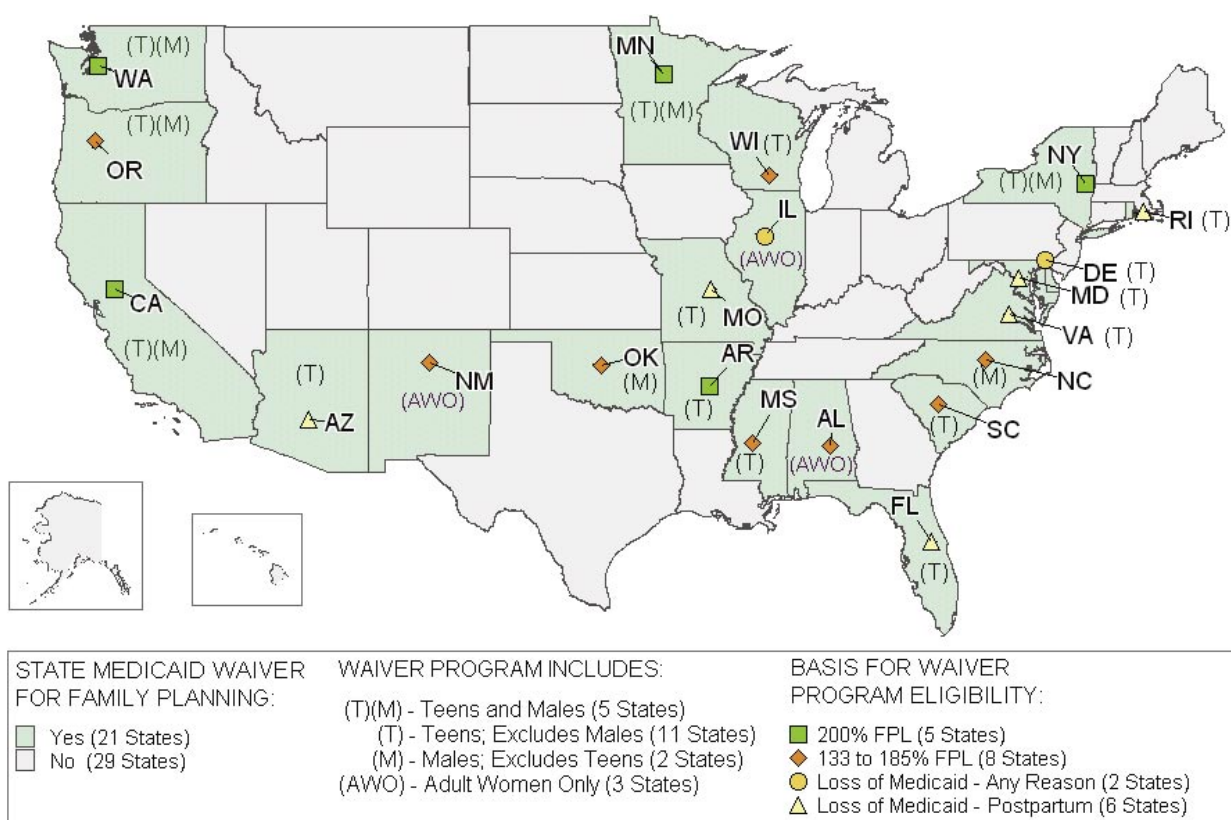 (T)(M)
WA
MN
(T)(M)
OR
(T)(M)
WI (T)
NY
(T)(M)
RI (T)
IL
(AWO)
DE (T)
MD (T)
CA
(T)(M)
MO
(T)
VA (T)
OK
(M)
AR
(T)
NC
(M)
NM
(AWO)
(T)
AZ
MS
(T)
AL
(AWO)
SC
(T)
FL
(T)
STATE MEDICAID WAIVER
FOR FAMILY PLANNING:
Yes (21 States)
No (29 States)
WAIVER PROGRAM INCLUDES:
(T)(M) - Teens and Males (5 States)
(T) - Teens; Excludes Males (11 States)
(M) - Males; Excludes Teens (2 States)
(AWO) - Adult Women Only (3 States)
BASIS FOR WAIVER
PROGRAM ELIGIBILITY:
200% FPL (5 States)
133 to 185% FPL (8 States)
Loss of Medicaid - Any Reason (2 States)
Loss of Medicaid - Postpartum (6 States)